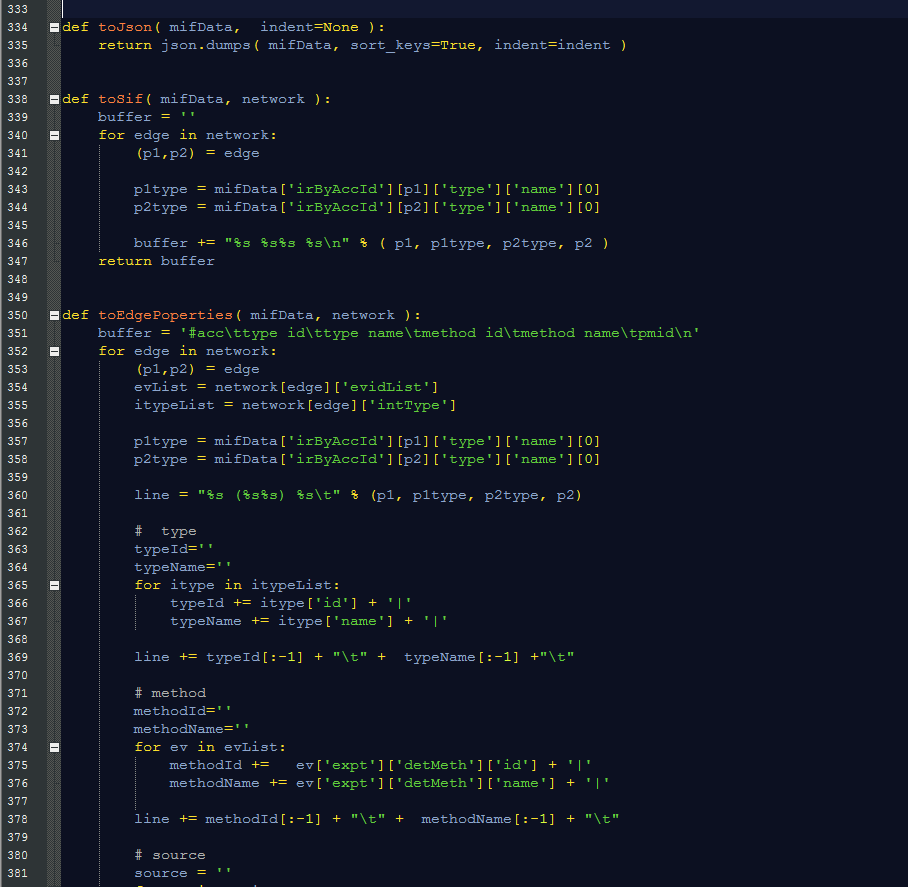 333
334 def toJson( mifData,  indent=None ):
335     return json.dumps( mifData, sort_keys=True, indent=indent )
336
337
338 def toSif( mifData, network ):
339     buffer = ''
340     for edge in network:
341         (p1,p2) = edge
342
343         p1type = mifData['irByAccId'][p1]['type']['name'][0]
344         p2type = mifData['irByAccId'][p2]['type']['name'][0]
345
346         buffer += "%s %s%s %s\n" % ( p1, p1type, p2type, p2 )
347     return buffer
348
349
350 def toEdgePoperties( mifData, network ):
351     buffer = '#acc\ttype id\ttype name\tmethod id\tmethod name\tpmid\n'
352     for edge in network:
353         (p1,p2) = edge
354         evList = network[edge]['evidList']
355         itypeList = network[edge]['intType']
356
357         p1type = mifData['irByAccId'][p1]['type']['name'][0]
358         p2type = mifData['irByAccId'][p2]['type']['name'][0]
359
360         line = "%s (%s%s) %s\t" % (p1, p1type, p2type, p2)
361
362         #  type
363         typeId=''
364         typeName=''
365         for itype in itypeList:
366             typeId += itype['id'] + '|'
367             typeName += itype['name'] + '|'
368
369         line += typeId[:-1] + "\t" +  typeName[:-1] +"\t"
370
371         # method
372         methodId=''
373         methodName=''
374         for ev in evList:
375             methodId +=   ev['expt']['detMeth']['id'] + '|'
376             methodName += ev['expt']['detMeth']['name'] + '|'
377
378         line += methodId[:-1] + "\t" +  methodName[:-1] + "\t"
379
380         # source
381         source = ''